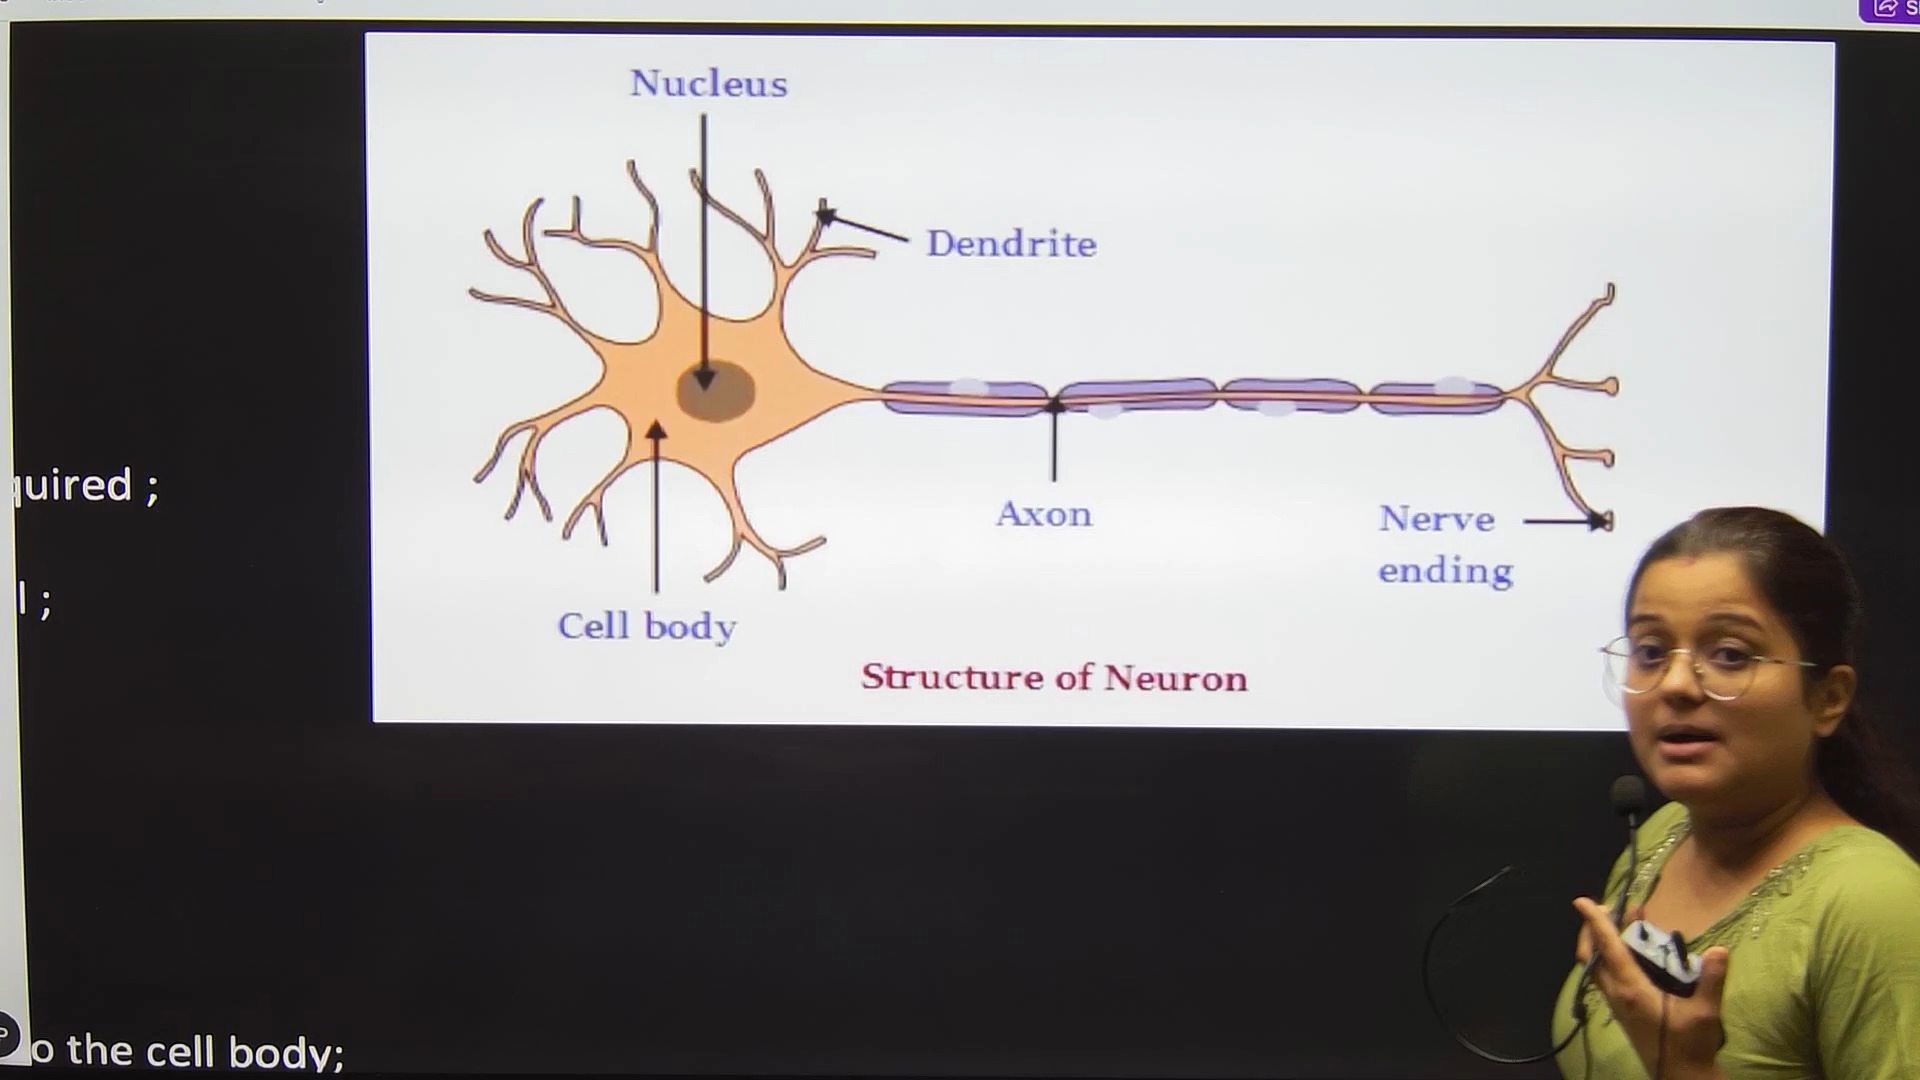 Nucleus
Dendrite
quired ;
Axon
Nerve
ending
l ;
Cell body
Structure of Neuron
o the cell body;